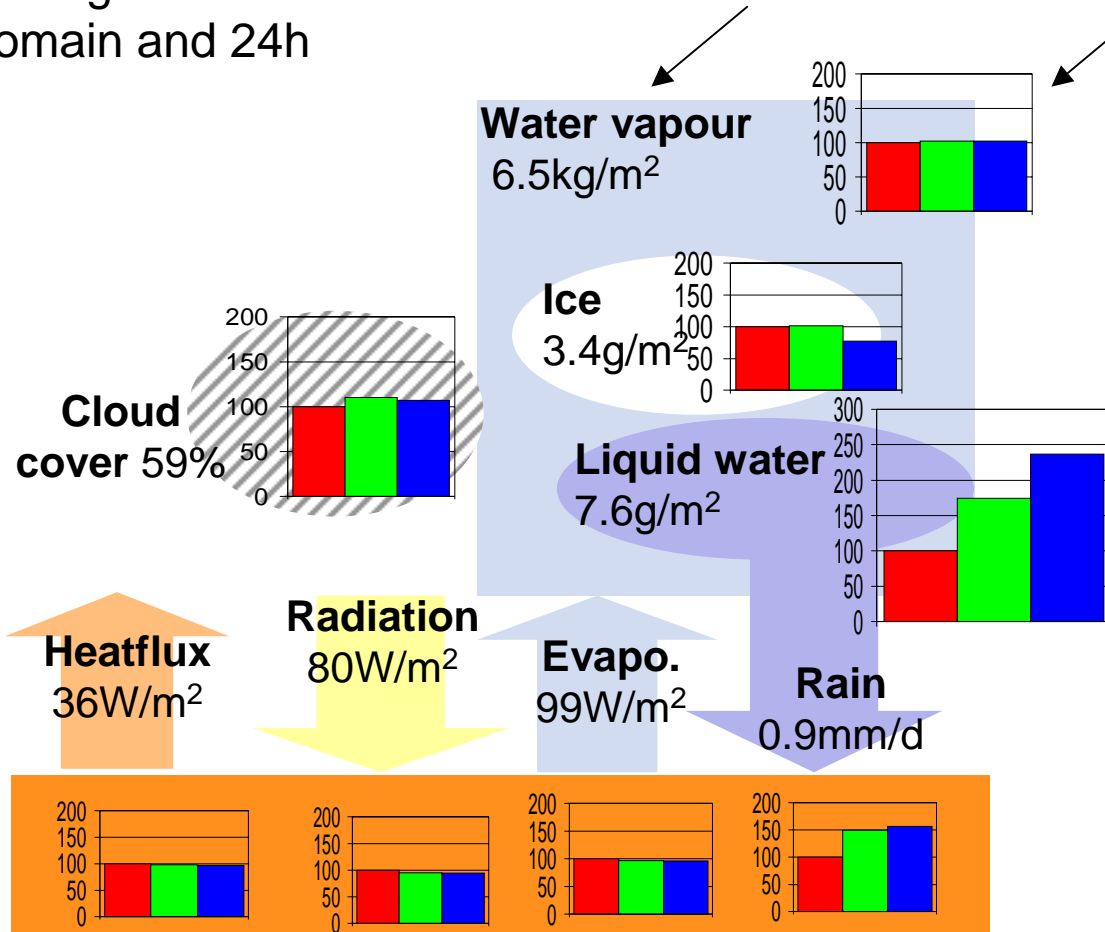 omain and 24h
Water vapour
6.5kg/m²
200
150
100
50
0
Ice
3.4g/m²
200
150
100
50
0
Cloud
cover 59%
200
150
100
50
0
Liquid water
7.6g/m²
300
250
200
150
100
50
0
Heatflux
36W/m²
Radiation
80W/m²
Evapo.
99W/m²
Rain
0.9mm/d
200
150
100
50
0
200
150
100
50
0
200
150
100
50
0
200
150
100
50
0